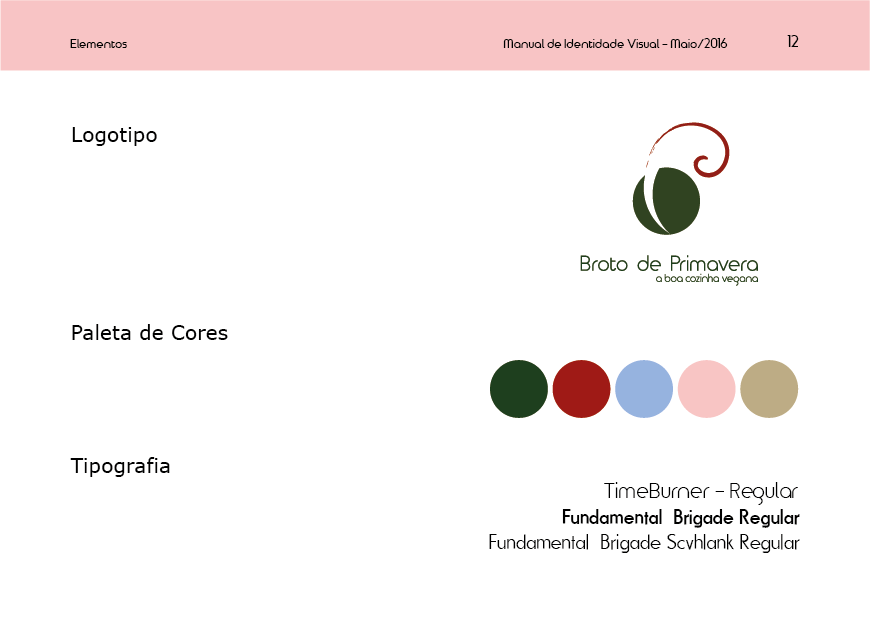 Elementos
Manual de Identidade Visual – Maio/2016
12
Logotipo
Broto de Primavera
a boa cozinha vegana
Paleta de Cores
Tipografia
TimeBurner – Regular
Fundamental Brigade Regular
Fundamental Brigade Scvhlank Regular